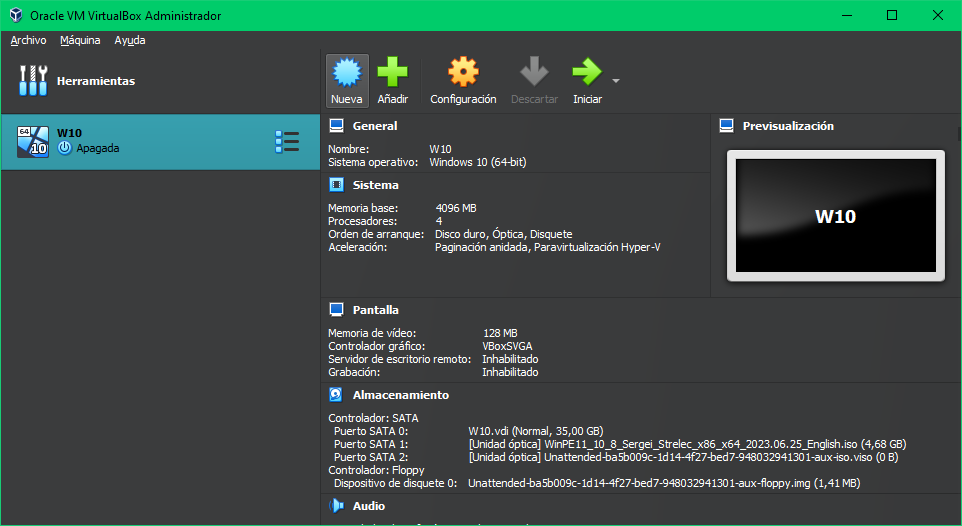 Oracle VM VirtualBox Administrador
Archivo Máquina Ayuda
Herramientas
Nueva Añadir Configuración Descartar Iniciar
64
10
W10
Apagada
General
Nombre: W10
Sistema operativo: Windows 10 (64-bit)
Previsualización
W10
Sistema
Memoria base: 4096 MB
Procesadores: 4
Orden de arranque: Disco duro, Óptica, Disquete
Aceleración: Paginación anidada, Paravirtualización Hyper-V
Pantalla
Memoria de vídeo: 128 MB
Controlador gráfico: VBoxSVGA
Servidor de escritorio remoto: Inhabilitado
Grabación: Inhabilitado
Almacenamiento
Controlador: SATA
Puerto SATA 0: W10.vdi (Normal, 35,00 GB)
Puerto SATA 1: [Unidad óptica] WinPE11_10_8_Sergei_Strelec_x86_x64_2023.06.25_English.iso (4,68 GB)
Puerto SATA 2: [Unidad óptica] Unattended-ba5b009c-1d14-4f27-bed7-948032941301-aux-iso.viso (0 B)
Controlador: Floppy
Dispositivo de disquete 0: Unattended-ba5b009c-1d14-4f27-bed7-948032941301-aux-floppy.img (1,41 MB)
Audio